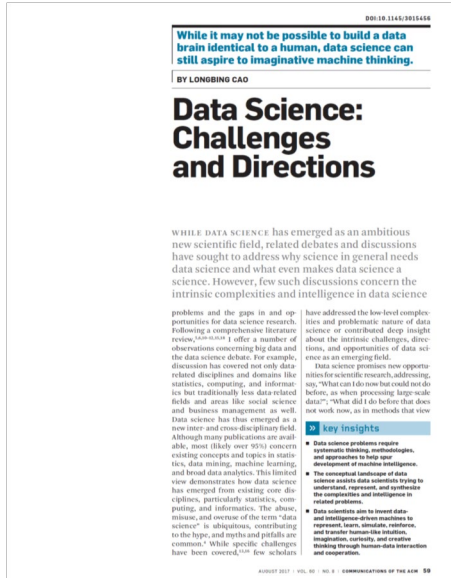 DOI:10.1145/3015456
While it may not be possible to build a data
brain identical to a human, data science can
still aspire to imaginative machine thinking.
BY LONGBING CAO
Data Science:
Challenges
and Directions
WHILE DATA SCIENCE has emerged as an ambitious
new scientific field, related debates and discussions
have sought to address why science in general needs
data science and what even makes data science a
science. However, few such discussions concern the
intrinsic complexities and intelligence in data science
problems and the gaps in and op-
portunities for data science research.
Following a comprehensive literature
review, I offer a number of
observations concerning big data and
the data science debate. For example,
discussion has covered not only data-
related disciplines and domains like
statistics, computing, and informat-
ics but traditionally less data-related
fields and areas like social science
and business management as well.
Data science has thus emerged as a
new inter- and cross-disciplinary field.
Although many publications are avail-
able, most (likely over 95%) concern
existing concepts and topics in statis-
tics, data mining, machine learning,
and broad data analytics. This limited
view demonstrates how data science
has emerged from existing core dis-
ciplines, particularly statistics, com-
puting, and informatics. The abuse,
misuse, and overuse of the term "data
science" is ubiquitous, contributing
to the hype, and myths and pitfalls are
common. While specific challenges
have been covered, few scholars
have addressed the low-level complex-
ities and problematic nature of data
science or contributed deep insight
about the intrinsic challenges, direc-
tions, and opportunities of data sci-
ence as an emerging field.
Data science promises new opportu-
nities for scientific research, addressing,
say, "What can I do now but could not do
before, as when processing large-scale
data?"; "What did I do before that does
not work now, as in methods that view
» key insights
■ Data science problems require
systematic thinking, methodologies,
and approaches to help spur
development of machine intelligence.
■ The conceptual landscape of data
science assists data scientists trying to
understand, represent, and synthesize
the complexities and intelligence in
related problems.
■ Data scientists aim to invent data-
and intelligence-driven machines to
represent, learn, simulate, reinforce,
and transfer human-like intuition,
imagination, curiosity, and creative
thinking through human-data interaction
and cooperation.
AUGUST 2017 | VOL. 60 | NO. 8 | COMMUNICATIONS OF THE ACM 59